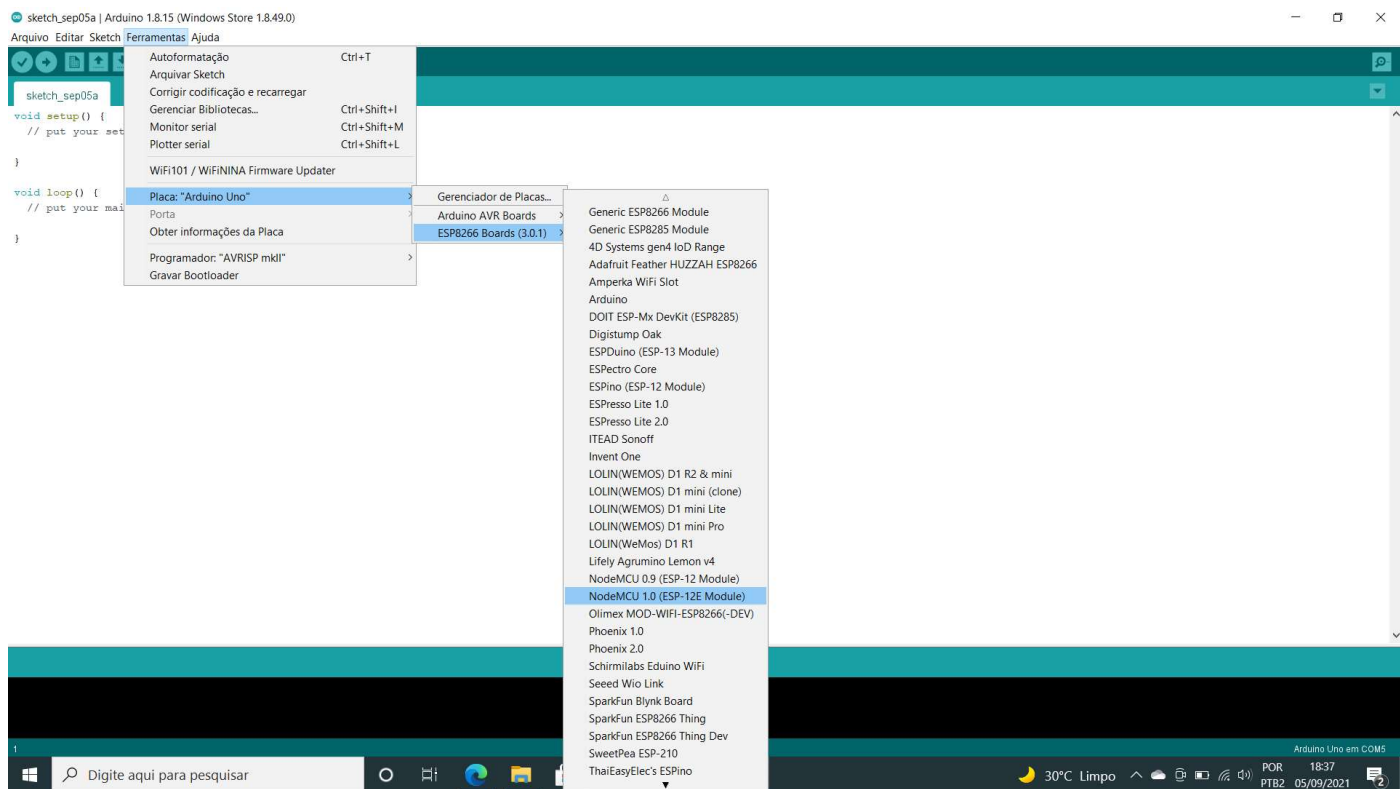 sketch_sep05a | Arduino 1.8.15 (Windows Store 1.8.49.0)
Arquivo Editar Sketch Ferramentas Ajuda
sketch_sep05a
void setup() {
// put your set
}
void loop() {
// put your mai
}
Autoformatação Ctrl+T
Arquivar Sketch
Corrigir codificação e recarregar
Gerenciar Bibliotecas... Ctrl+Shift+I
Monitor serial Ctrl+Shift+M
Plotter serial Ctrl+Shift+L
WiFi101 / WiFiNINA Firmware Updater
Placa: "Arduino Uno"
Porta
Obter informações da Placa
Programador: "AVRISP mkII"
Gravar Bootloader
Gerenciador de Placas...
Arduino AVR Boards
ESP8266 Boards (3.0.1)
Generic ESP8266 Module
Generic ESP8285 Module
4D Systems gen4 IoD Range
Adafruit Feather HUZZAH ESP8266
Amperka WiFi Slot
Arduino
DOIT ESP-Mx DevKit (ESP8285)
Digistump Oak
ESPDuino (ESP-13 Module)
ESPectro Core
ESPino (ESP-12 Module)
ESPresso Lite 1.0
ESPresso Lite 2.0
ITEAD Sonoff
Invent One
LOLIN(WEMOS) D1 R2 & mini
LOLIN(WEMOS) D1 mini (clone)
LOLIN(WEMOS) D1 mini Lite
LOLIN(WEMOS) D1 mini Pro
LOLIN(WeMos) D1 R1
Lifely Agrumino Lemon v4
NodeMCU 0.9 (ESP-12 Module)
NodeMCU 1.0 (ESP-12E Module)
Olimex MOD-WIFI-ESP8266(-DEV)
Phoenix 1.0
Phoenix 2.0
Schirmilabs Eduino WiFi
Seeed Wio Link
SparkFun Blynk Board
SparkFun ESP8266 Thing
SparkFun ESP8266 Thing Dev
SweetPea ESP-210
ThaiEasyElec's ESPino
1
Arduino Uno em COM5
Digite aqui para pesquisar
30°C Limpo
POR
PTB2
18:37
05/09/2021
2